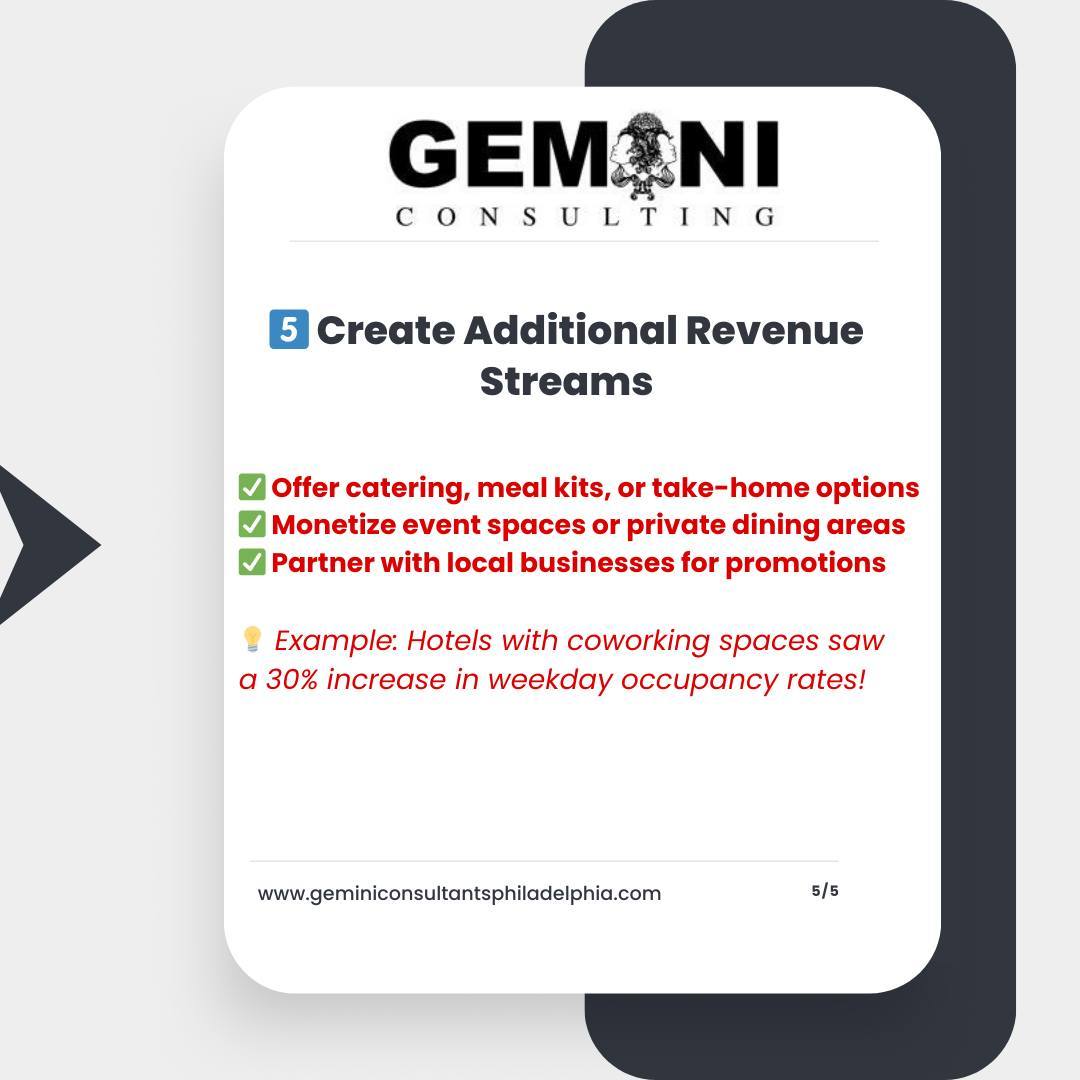 GEMINI
CONSULTING
5️⃣ Create Additional Revenue
Streams
✅ Offer catering, meal kits, or take-home options
✅ Monetize event spaces or private dining areas
✅ Partner with local businesses for promotions
💡 Example: Hotels with coworking spaces saw
a 30% increase in weekday occupancy rates!
www.geminiconsultantsphiladelphia.com
5/5